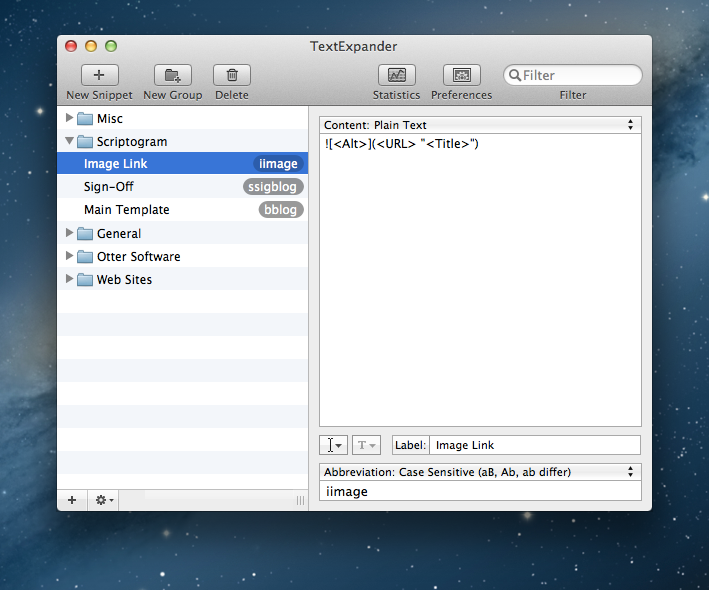 TextExpander
New Snippet
New Group
Delete
Statistics
Preferences
Filter
Filter
Misc
Scriptogram
Image Link iimage
Sign-Off ssigblog
Main Template bblog
General
Otter Software
Web Sites
Content: Plain Text
![<Alt>](<URL> "<Title>")
T
Label: Image Link
Abbreviation: Case Sensitive (aB, Ab, ab differ)
iimage